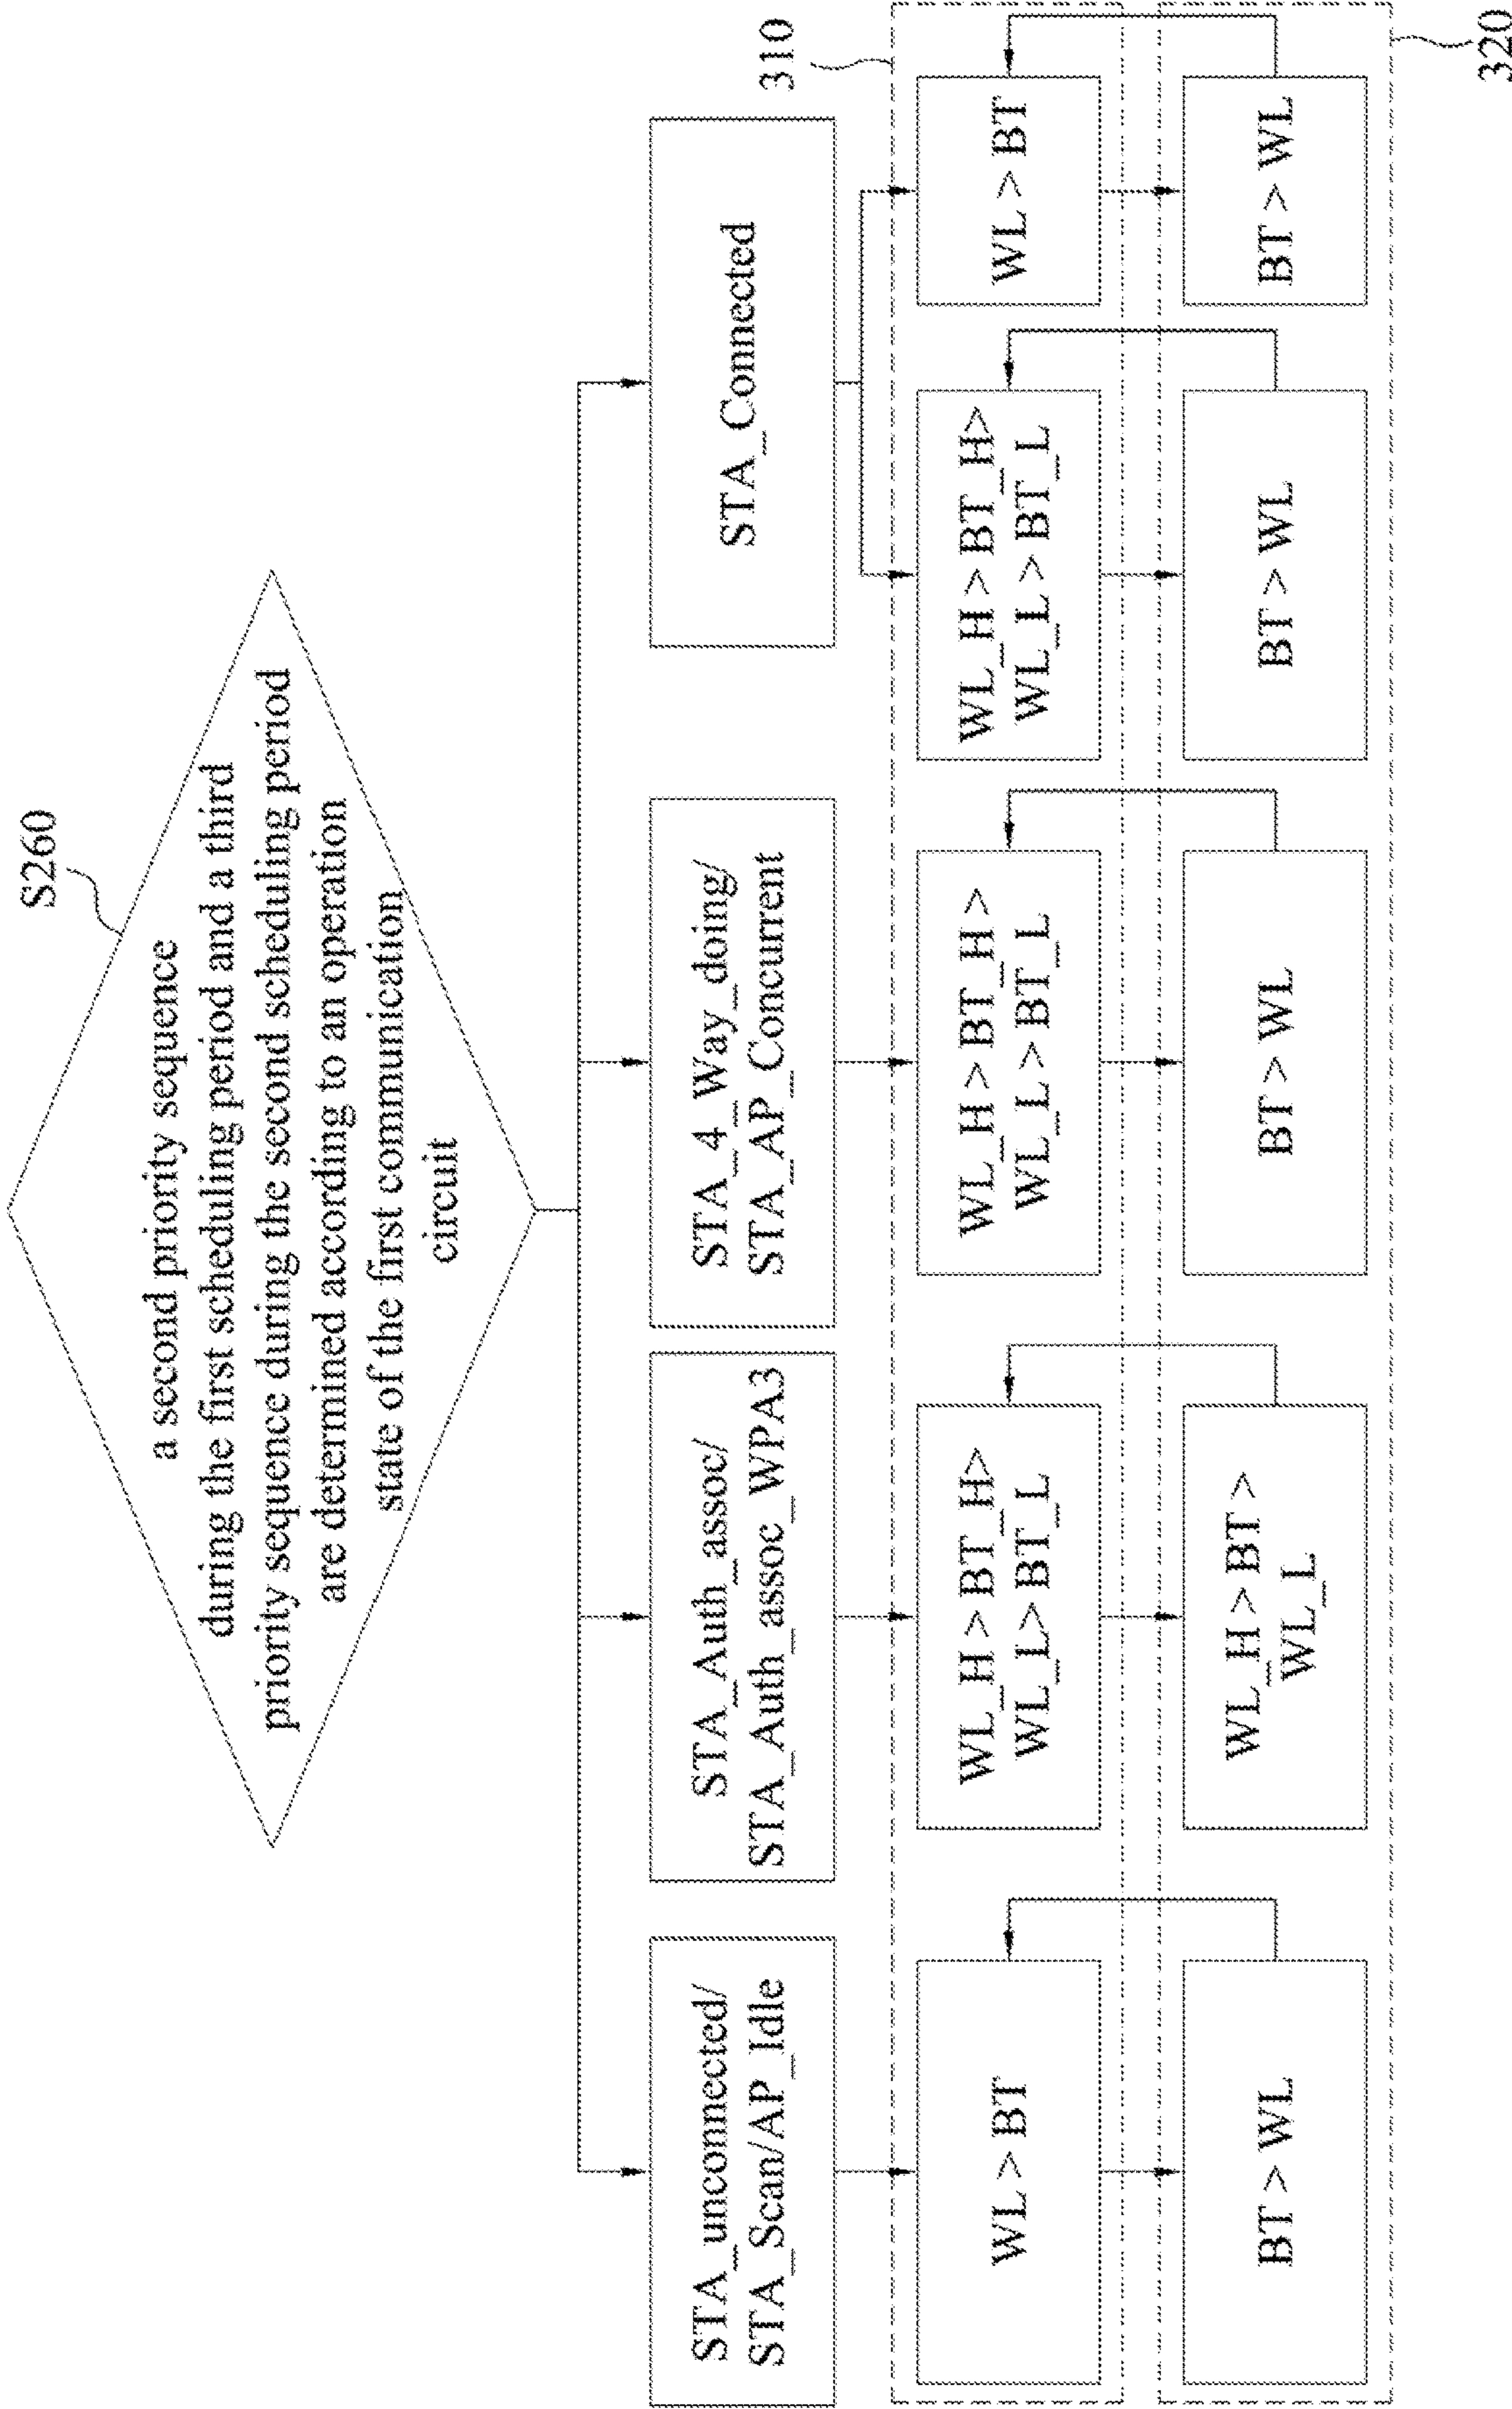 S260
a second priority sequence
during the first scheduling period and a third
priority sequence during the second scheduling period
are determined according to an operation
state of the first communication
circuit
STA_unconnected/
STA_Scan/AP_Idle
STA_Auth_assoc/
STA_Auth_assoc_WPA3
STA_4_Way_doing/
STA_AP_Concurrent
STA_Connected
310
WL > BT
WL_H > BT_H>
WL_L>BT_L
WL_H > BT_H >
WL_L > BT_L
WL_H > BT_H>
WL_L > BT_L
WL > BT
BT > WL
WL_H > BT >
WL_L
BT > WL
BT > WL
BT > WL
320